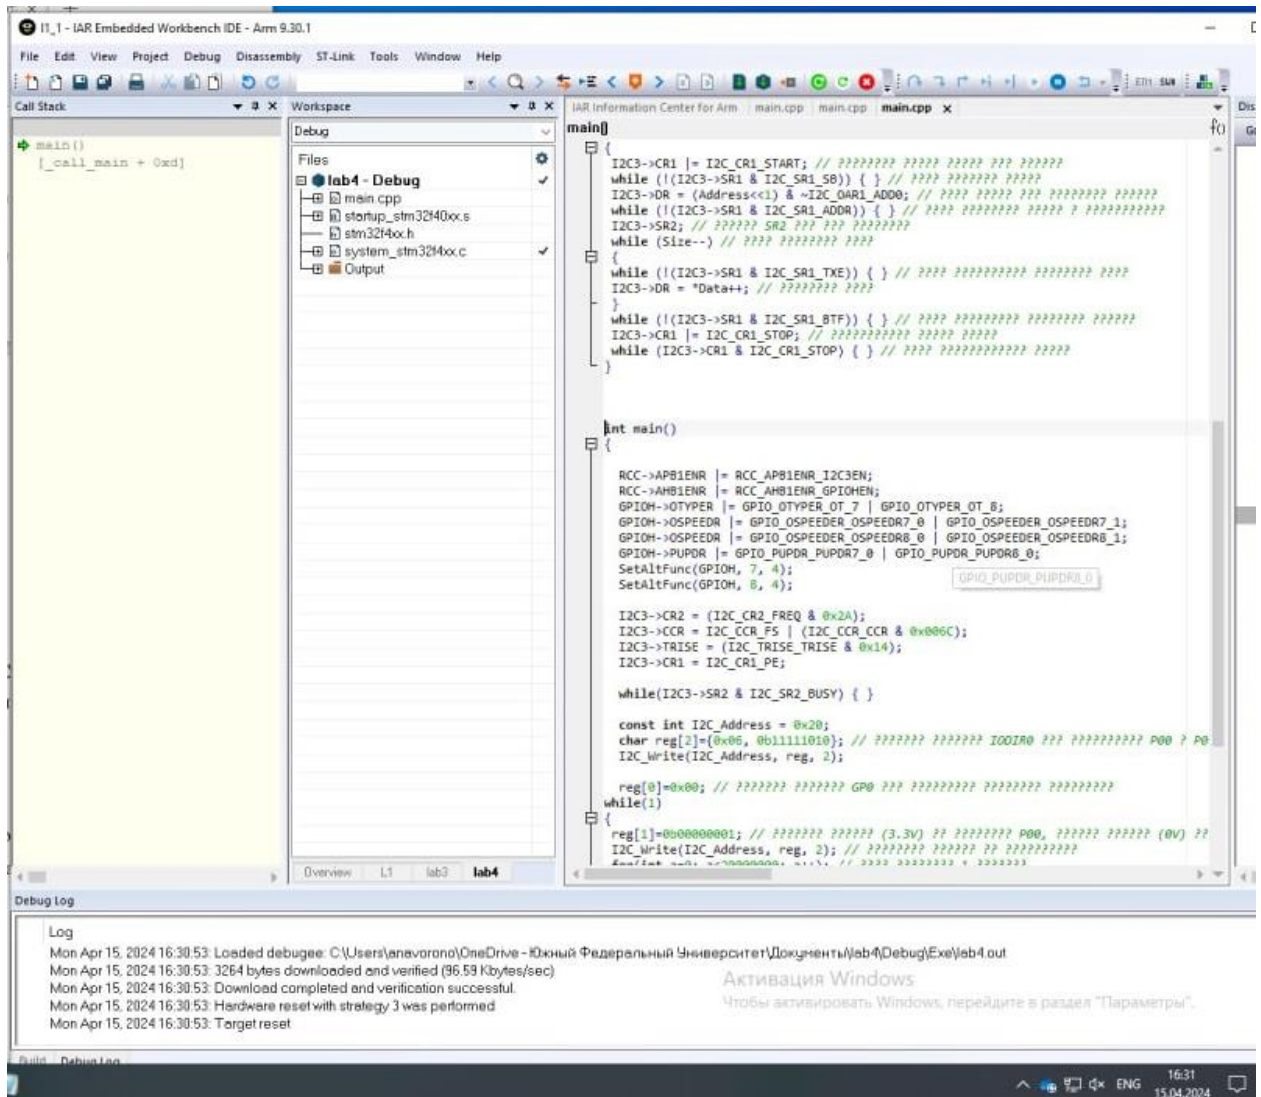 I1_1 - IAR Embedded Workbench IDE - Arm 9.30.1
File Edit View Project Debug Disassembly ST-Link Tools Window Help
Call Stack
main()
[_call_main + 0xd]
Workspace
Debug
Files
lab4 - Debug
main.cpp
startup_stm32f40xx.s
stm32f4xx.h
system_stm32f4xx.c
Output
Overview L1 lab3 lab4
IAR Information Center for Arm main.cpp main.cpp main.cpp x
main()
f()
{
I2C3->CR1 |= I2C_CR1_START; // ???????? ????? ????? ??? ??????
while (!(I2C3->SR1 & I2C_SR1_SB)) { } // ???? ??????? ?????
I2C3->DR = (Address<<1) & ~I2C_OAR1_ADD0; // ???? ????? ??? ???????? ??????
while (!(I2C3->SR1 & I2C_SR1_ADDR)) { } // ???? ???????? ????? ? ???????????
I2C3->SR2; // ?????? SR2 ??? ??? ????????
while (Size--) // ???? ???????? ????
{
while (!(I2C3->SR1 & I2C_SR1_TXE)) { } // ???? ?????????? ???????? ????
I2C3->DR = *Data++; // ???????? ????
}
while (!(I2C3->SR1 & I2C_SR1_BTF)) { } // ???? ????????? ???????? ??????
I2C3->CR1 |= I2C_CR1_STOP; // ??????????? ????? ?????
while (I2C3->CR1 & I2C_CR1_STOP) { } // ???? ???????????? ?????
}
int main()
{
RCC->APB1ENR |= RCC_APB1ENR_I2C3EN;
RCC->AHB1ENR |= RCC_AHB1ENR_GPIOHEN;
GPIOH->OTYPER |= GPIO_OTYPER_OT_7 | GPIO_OTYPER_OT_8;
GPIOH->OSPEEDR |= GPIO_OSPEEDER_OSPEEDR7_0 | GPIO_OSPEEDER_OSPEEDR7_1;
GPIOH->OSPEEDR |= GPIO_OSPEEDER_OSPEEDR8_0 | GPIO_OSPEEDER_OSPEEDR8_1;
GPIOH->PUPDR |= GPIO_PUPDR_PUPDR7_0 | GPIO_PUPDR_PUPDR8_0;
SetAltFunc(GPIOH, 7, 4);
SetAltFunc(GPIOH, 8, 4);
GPIO_PUPDR_PUPDR8_0
I2C3->CR2 = (I2C_CR2_FREQ & 0x2A);
I2C3->CCR = I2C_CCR_FS | (I2C_CCR_CCR & 0x006C);
I2C3->TRISE = (I2C_TRISE_TRISE & 0x14);
I2C3->CR1 = I2C_CR1_PE;
while(I2C3->SR2 & I2C_SR2_BUSY) { }
const int I2C_Address = 0x20;
char reg[2]={0x06, 0b11111010}; // ??????? ??????? IODIR0 ??? ?????????? P00 ? P0
I2C_Write(I2C_Address, reg, 2);
reg[0]=0x00; // ??????? ??????? GP0 ??? ????????? ???????? ?????????
while(1)
{
reg[1]=0b00000001; // ??????? ?????? (3.3V) ?? ???????? P00, ?????? ?????? (0V) ??
I2C_Write(I2C_Address, reg, 2); // ???????? ?????? ?? ??????????
Dis
Go
Debug Log
Log
Mon Apr 15, 2024 16:30:53: Loaded debugee: C:\Users\anavorono\OneDrive - Южный Федеральный Университет\Документы\lab4\Debug\Exe\lab4.out
Mon Apr 15, 2024 16:30:53: 3264 bytes downloaded and verified (96.59 Kbytes/sec)
Mon Apr 15, 2024 16:30:53: Download completed and verification successful.
Mon Apr 15, 2024 16:30:53: Hardware reset with strategy 3 was performed
Mon Apr 15, 2024 16:30:53: Target reset
Активация Windows
Чтобы активировать Windows, перейдите в раздел "Параметры".
Build Debug Log
ENG
16:31
15.04.2024